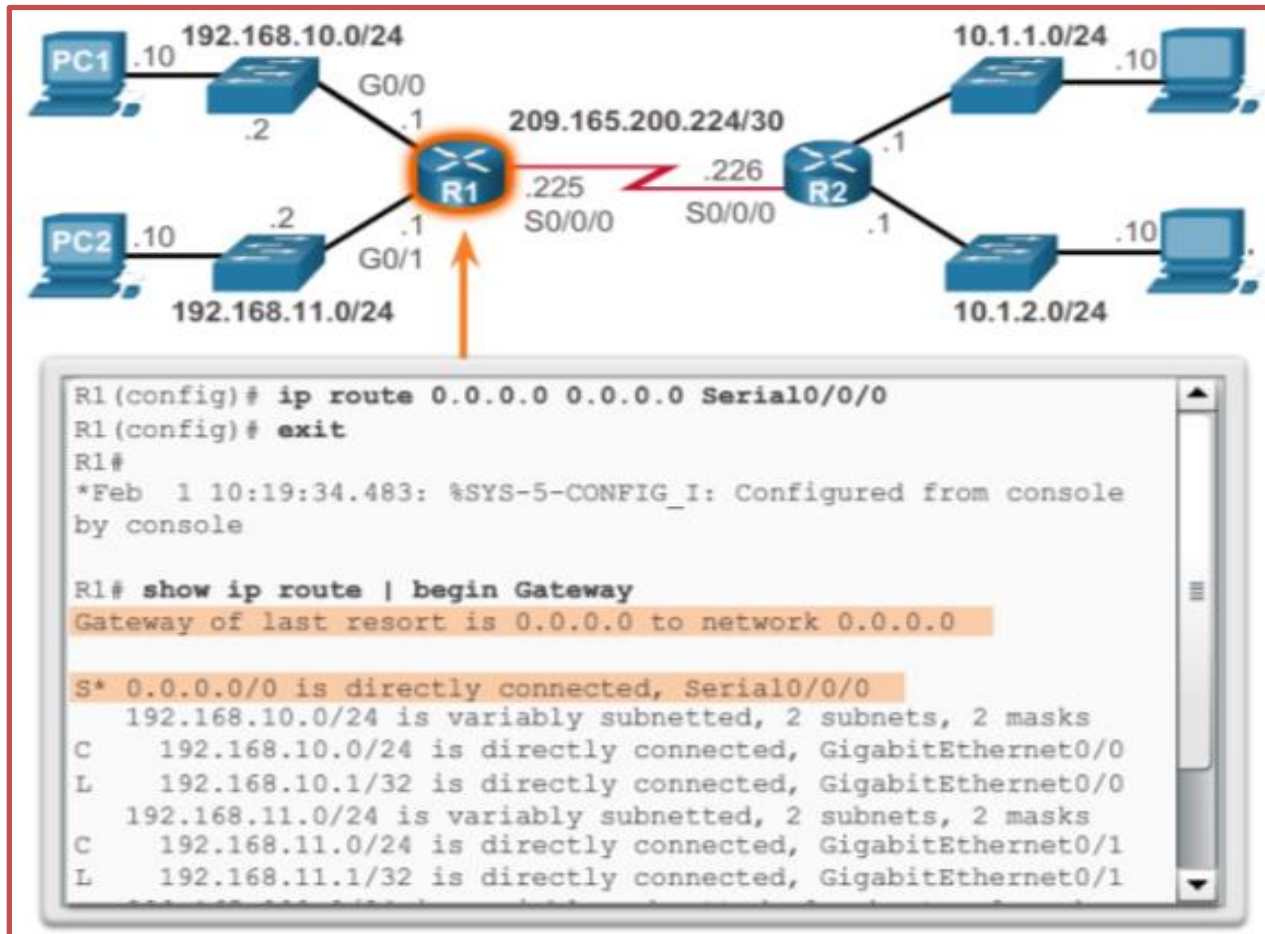 192.168.10.0/24
10.1.1.0/24
PC1
.10
.10
G0/0
.2
.1
209.165.200.224/30
.1
R1
.225
.226
R2
S0/0/0
S0/0/0
PC2
.10
.2
.1
.1
.10
.
G0/1
192.168.11.0/24
10.1.2.0/24
R1(config)# ip route 0.0.0.0 0.0.0.0 Serial0/0/0
R1(config)# exit
R1#
*Feb 1 10:19:34.483: %SYS-5-CONFIG_I: Configured from console
by console
R1# show ip route | begin Gateway
Gateway of last resort is 0.0.0.0 to network 0.0.0.0
S* 0.0.0.0/0 is directly connected, Serial0/0/0
192.168.10.0/24 is variably subnetted, 2 subnets, 2 masks
C 192.168.10.0/24 is directly connected, GigabitEthernet0/0
L 192.168.10.1/32 is directly connected, GigabitEthernet0/0
192.168.11.0/24 is variably subnetted, 2 subnets, 2 masks
C 192.168.11.0/24 is directly connected, GigabitEthernet0/1
L 192.168.11.1/32 is directly connected, GigabitEthernet0/1